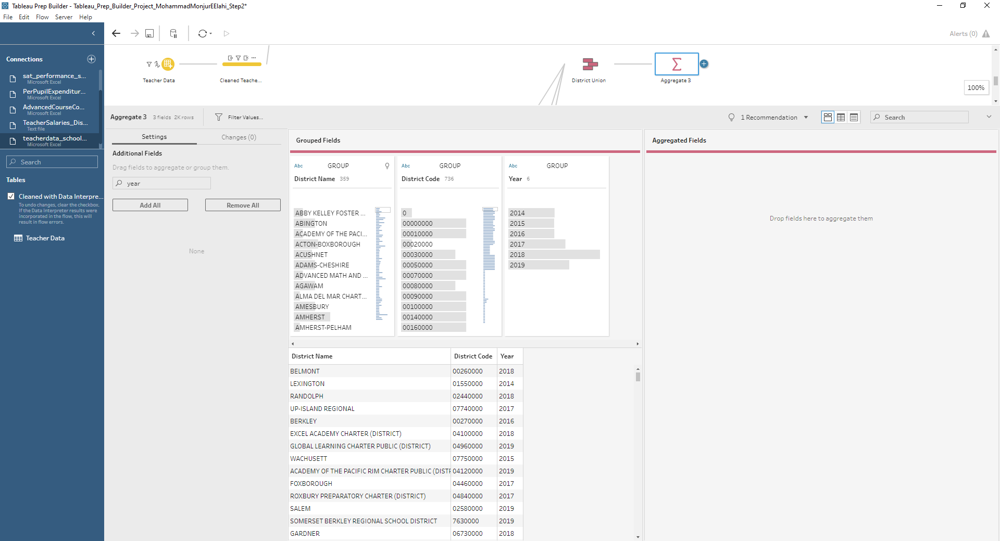 Tableau Prep Builder - Tableau_Prep_Builder_Project_MohammadMonjurEElahi_Step2*
File Edit Flow Server Help
Alerts (0)
Connections
sat_performance_s...
Microsoft Excel
PerPupilExpenditur...
Microsoft Excel
AdvancedCourseCo...
Microsoft Excel
TeacherSalaries_Dis...
Text file
teacherdata_school...
Microsoft Excel
Search
Tables
Cleaned with Data Interpre...
To undo changes, clear the checkbox.
If the Data Interpreter results were
incorporated in the flow, this will
result in flow errors.
Teacher Data
Teacher Data
Cleaned Teache...
District Union
Aggregate 3
100%
Aggregate 3 3 fields 2K rows
Filter Values...
1 Recommendation
Search
Settings
Changes (0)
Additional Fields
Drag fields to aggregate or group them.
year
Add All
Remove All
None
Grouped Fields
Abc GROUP
District Name 359
ABBY KELLEY FOSTER ...
ABINGTON
ACADEMY OF THE PACI...
ACTON-BOXBOROUGH
ACUSHNET
ADAMS-CHESHIRE
ADVANCED MATH AND ...
AGAWAM
ALMA DEL MAR CHART...
AMESBURY
AMHERST
AMHERST-PELHAM
Abc GROUP
District Code 736
0
00000000
00010000
00020000
00030000
00050000
00070000
00080000
00090000
00100000
00140000
00160000
Abc GROUP
Year 6
2014
2015
2016
2017
2018
2019
Aggregated Fields
Drop fields here to aggregate them
District Name District Code Year
BELMONT 00260000 2018
LEXINGTON 01550000 2014
RANDOLPH 02440000 2018
UP-ISLAND REGIONAL 07740000 2017
BERKLEY 00270000 2016
EXCEL ACADEMY CHARTER (DISTRICT) 04100000 2018
GLOBAL LEARNING CHARTER PUBLIC (DISTRICT) 04960000 2019
WACHUSETT 07750000 2015
ACADEMY OF THE PACIFIC RIM CHARTER PUBLIC (DISTR 04120000 2019
FOXBOROUGH 04460000 2017
ROXBURY PREPARATORY CHARTER (DISTRICT) 04840000 2017
SALEM 02580000 2019
SOMERSET BERKLEY REGIONAL SCHOOL DISTRICT 7630000 2019
GARDNER 06730000 2018